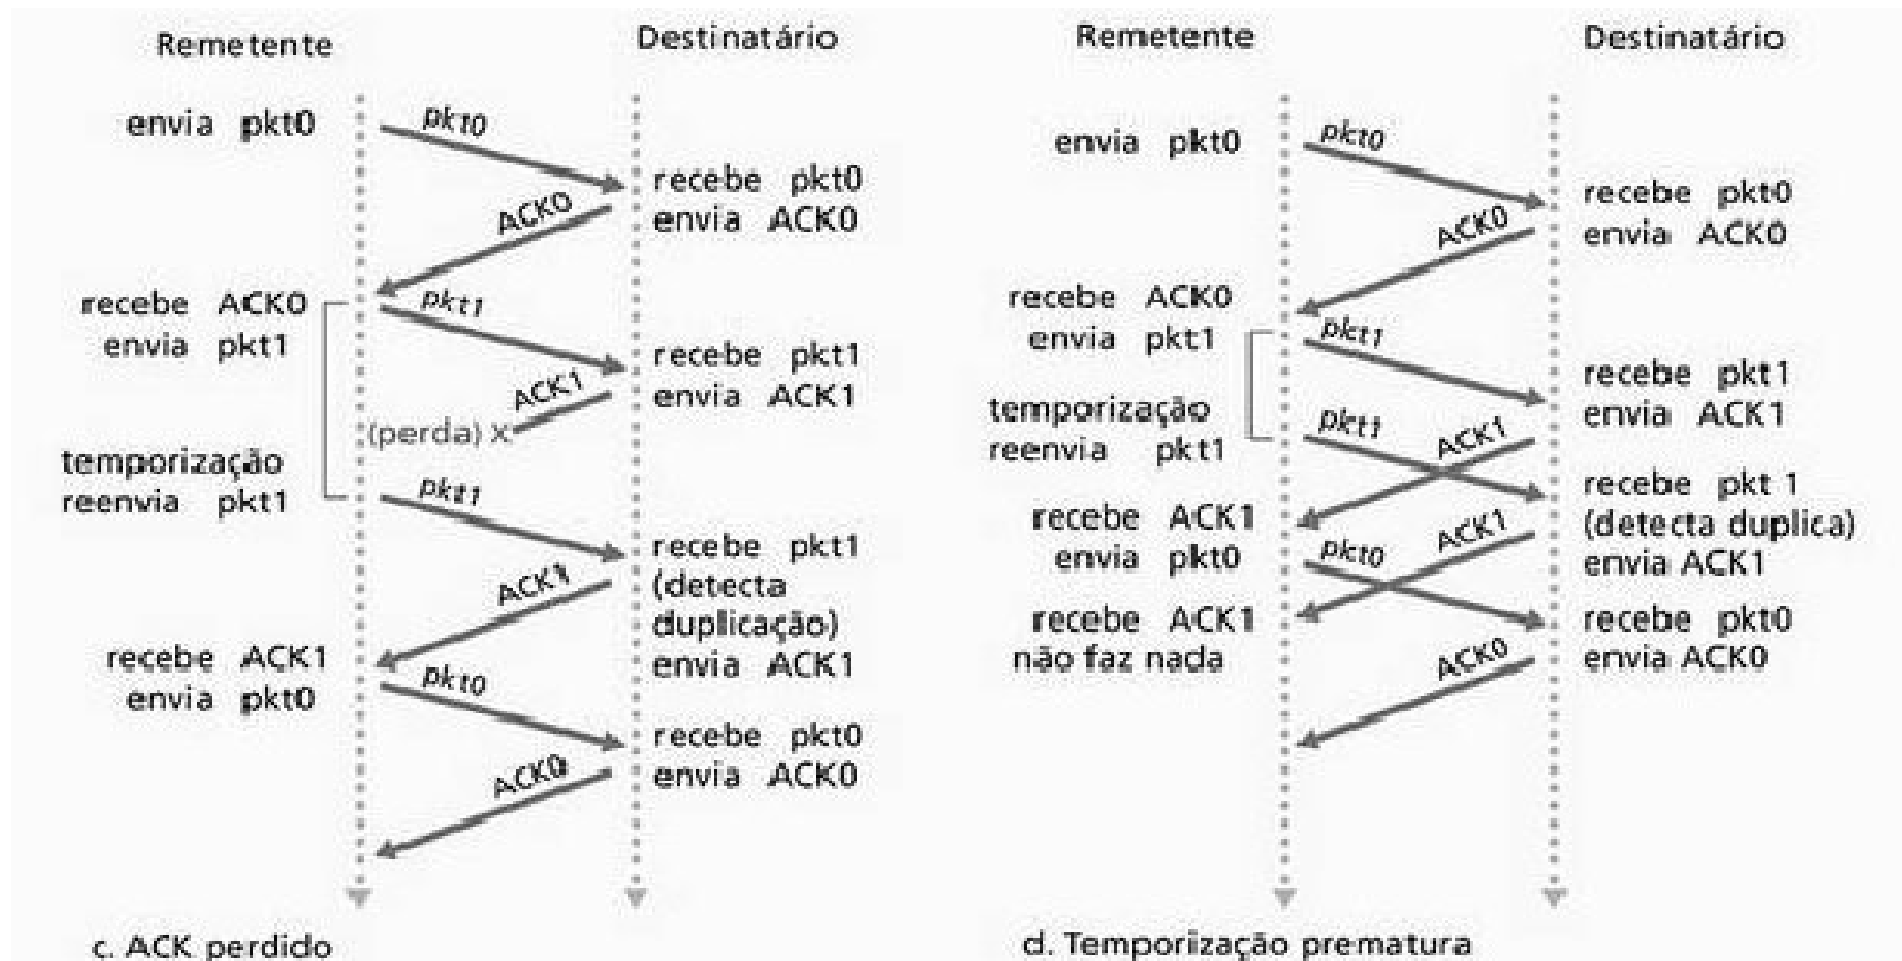 Remetente
Destinatário
envia pkt0
pkt0
recebe pkt0
envia ACK0
ACK0
recebe ACK0
envia pkt1
pkt1
recebe pkt1
envia ACK1
ACK1
(perda) X
temporização
reenvia pkt1
pkt1
recebe pkt1
(detecta
duplicação)
envia ACK1
ACK1
recebe ACK1
envia pkt0
pkt0
recebe pkt0
envia ACK0
ACK0
c. ACK perdido
Remetente
Destinatário
envia pkt0
pkt0
recebe pkt0
envia ACK0
ACK0
recebe ACK0
envia pkt1
pkt1
recebe pkt1
envia ACK1
temporização
reenvia pkt1
pkt1
ACK1
recebe pkt 1
(detecta duplica)
envia ACK1
recebe ACK1
envia pkt0
pkt0
ACK1
recebe ACK1
não faz nada
recebe pkt0
envia ACK0
ACK0
d. Temporização prematura